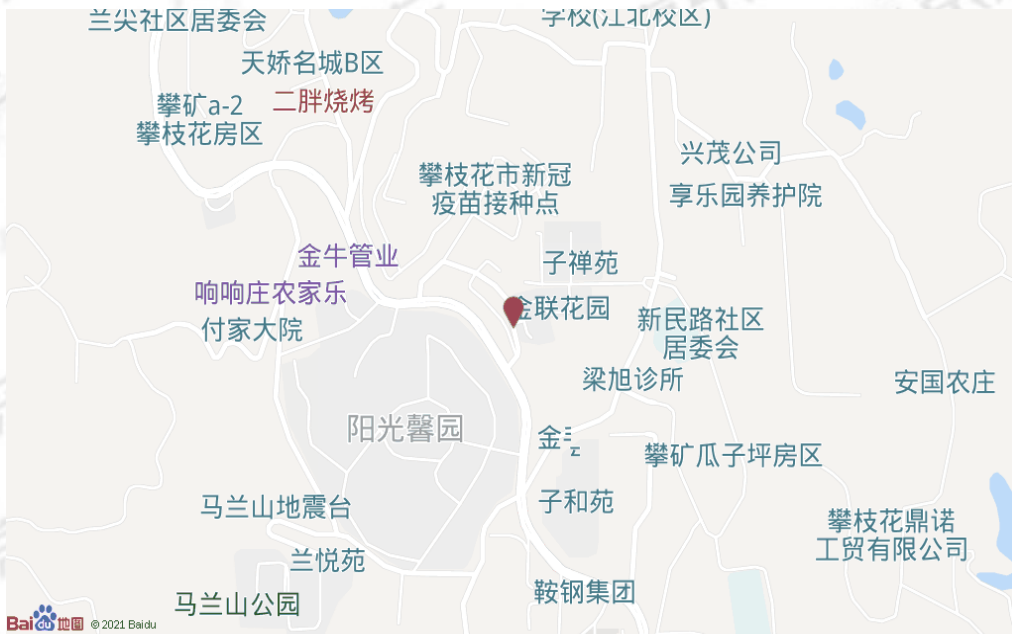 兰尖社区居委会
学校(江北校区)
天娇名城B区
二胖烧烤
攀矿a-2
攀枝花房区
兴茂公司
攀枝花市新冠
疫苗接种点
享乐园养护院
金牛管业
子禅苑
响响庄农家乐
金联花园
付家大院
新民路社区
居委会
梁旭诊所
安国农庄
阳光馨园
金
攀矿瓜子坪房区
马兰山地震台
子和苑
攀枝花鼎诺
工贸有限公司
兰悦苑
鞍钢集团
马兰山公园
Bai du 地图 © 2021 Baidu